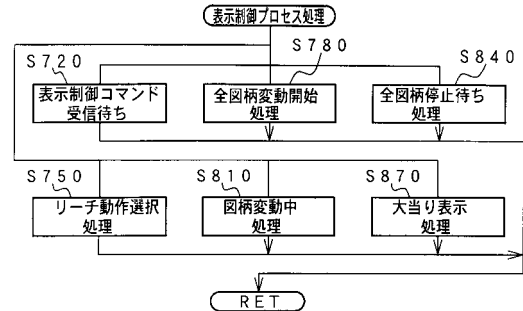 表示制御プロセス処理
S720
S780
S840
表示制御コマンド
受信待ち
全図柄変動開始
処理
全図柄停止待ち
処理
S750
S810
S870
リーチ動作選択
処理
図柄変動中
処理
大当り表示
処理
RET